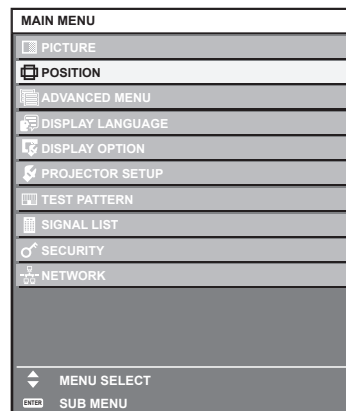 MAIN MENU
PICTURE
POSITION
ADVANCED MENU
DISPLAY LANGUAGE
DISPLAY OPTION
PROJECTOR SETUP
TEST PATTERN
SIGNAL LIST
SECURITY
NETWORK
MENU SELECT
ENTER SUB MENU